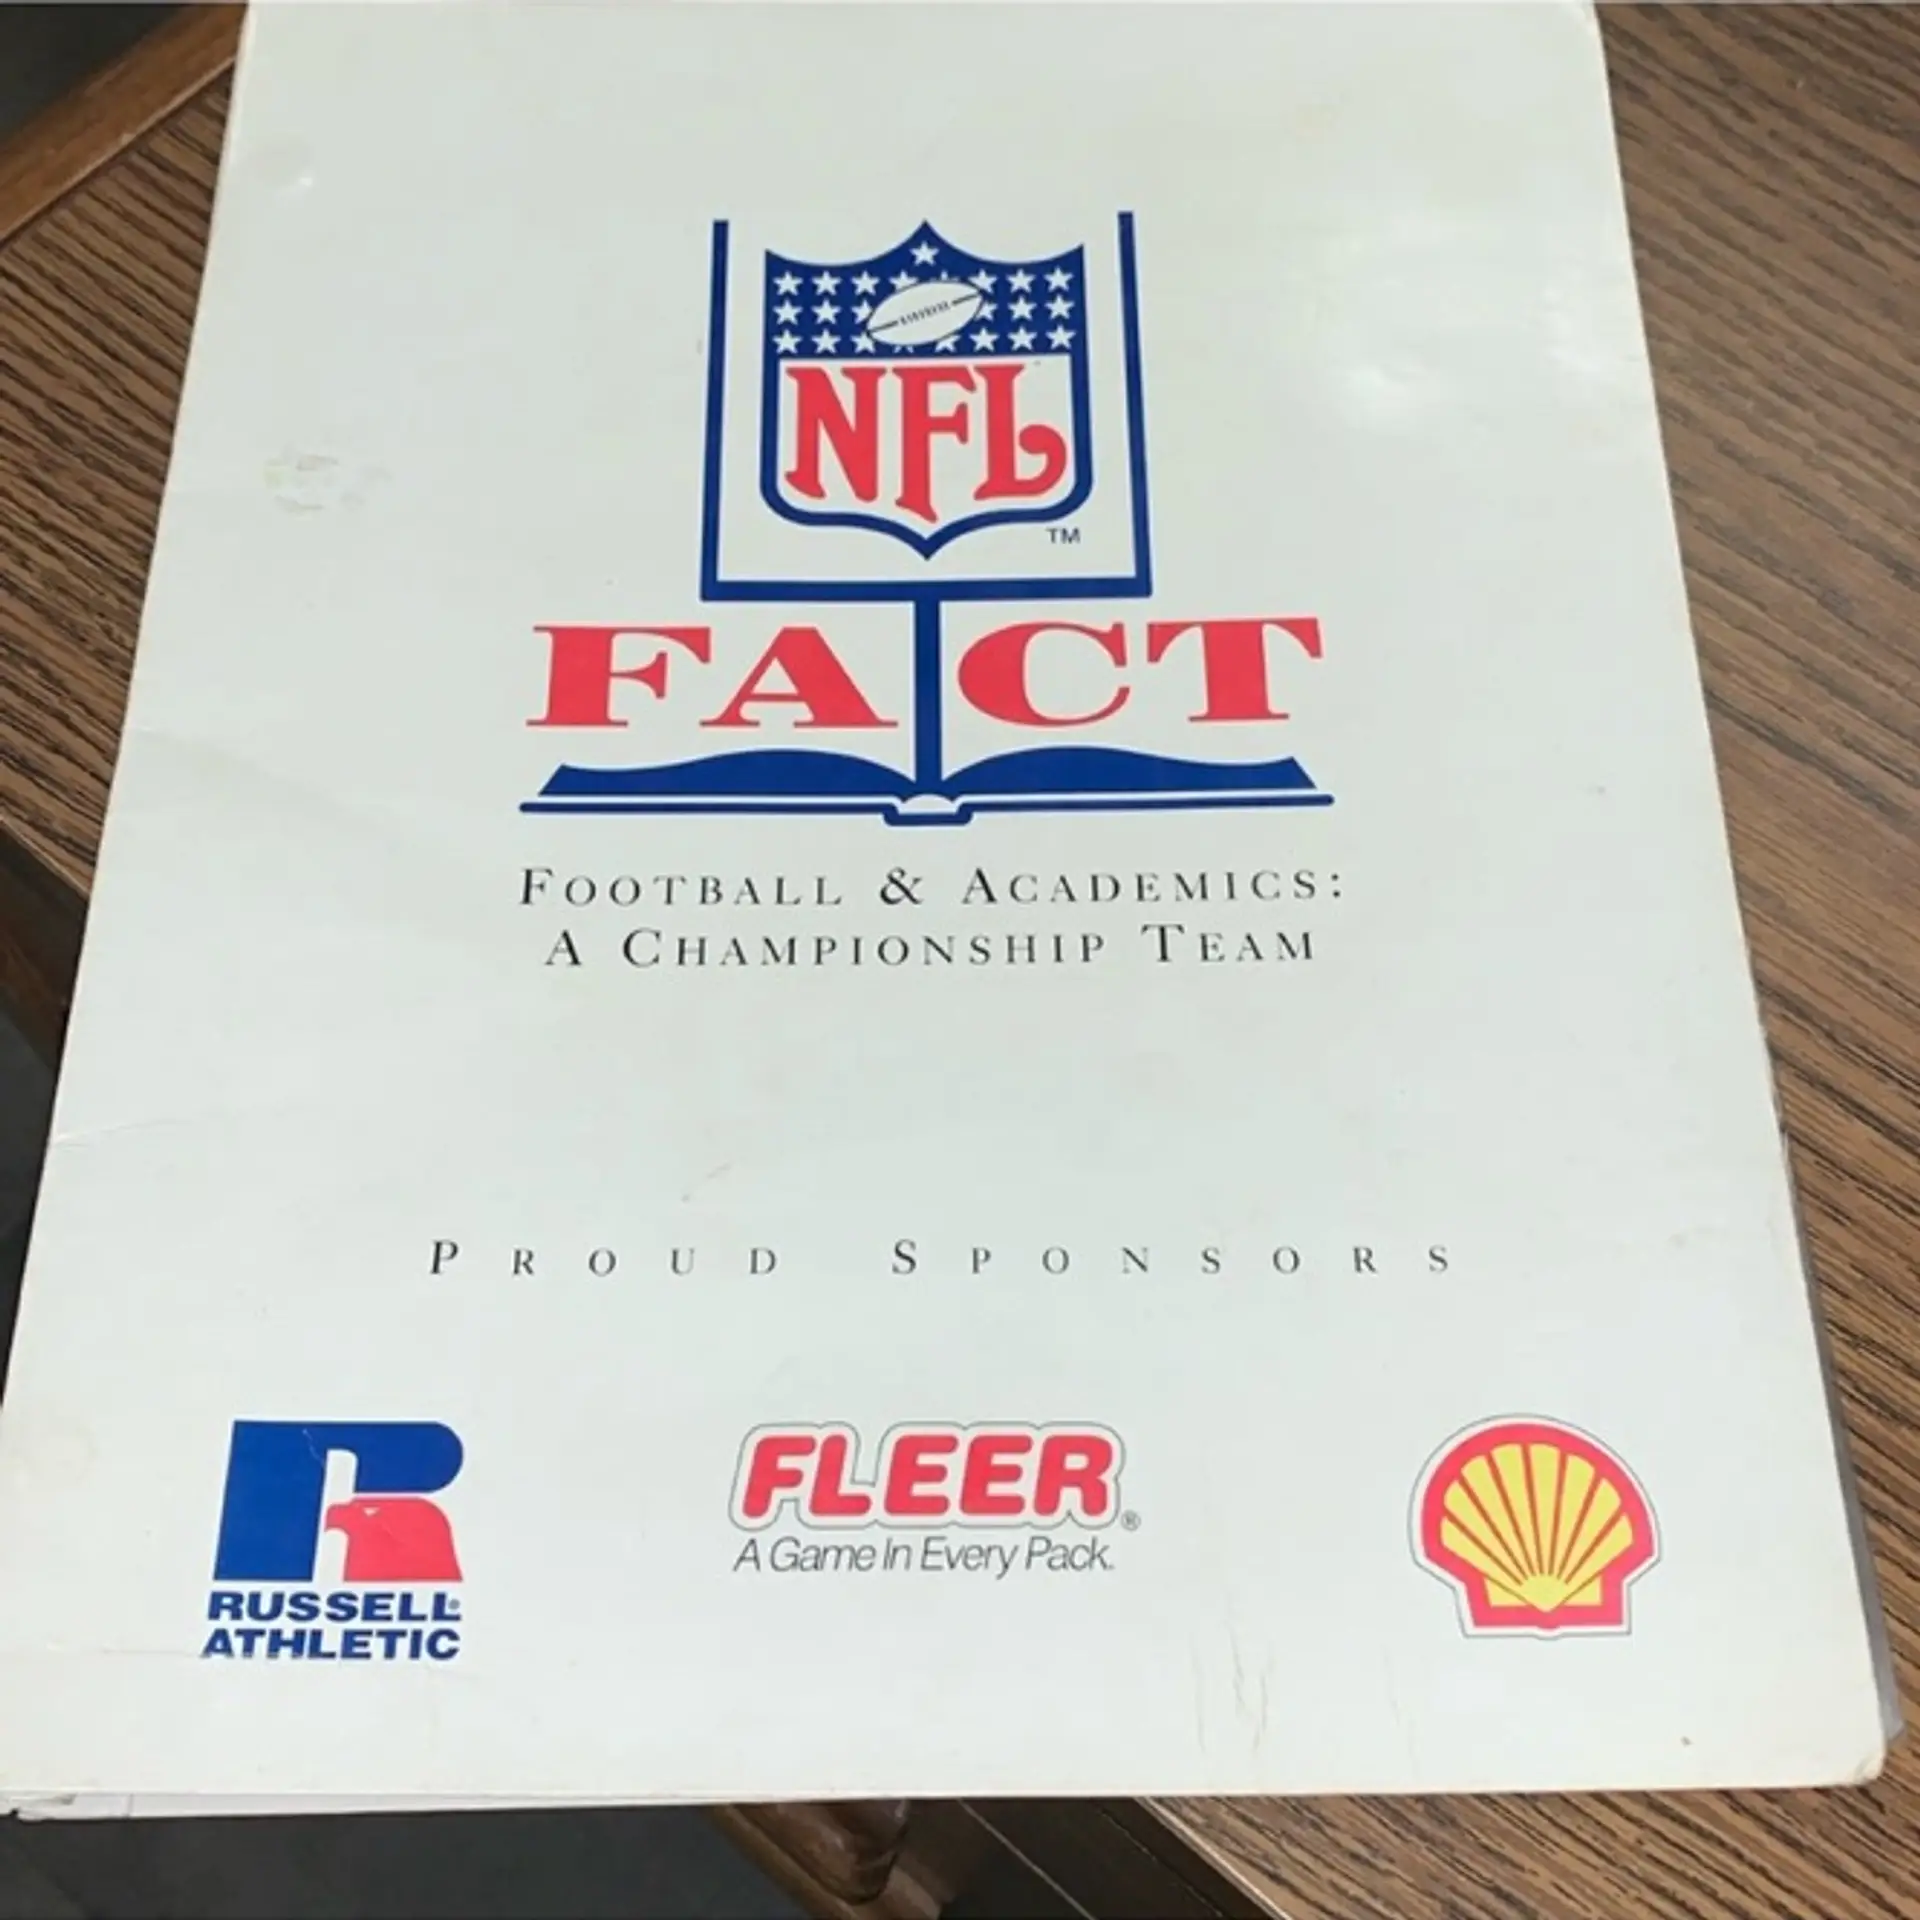 NFL
TM
FACT
FOOTBALL & ACADEMICS:
A CHAMPIONSHIP TEAM
PROUD SPONSORS
RUSSELL®
ATHLETIC
FLEER®
A Game In Every Pack.